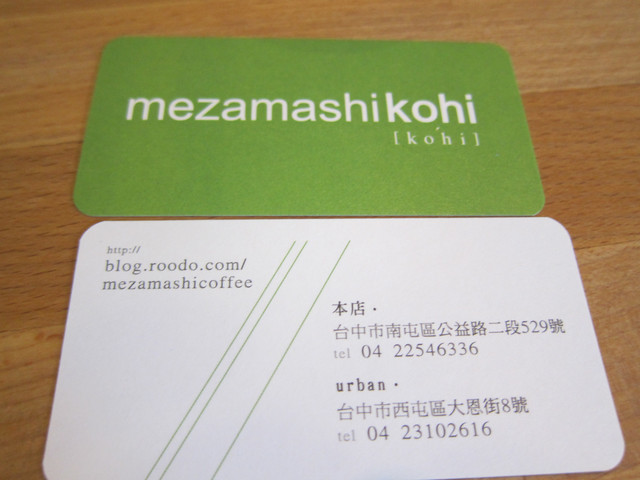 mezamashikohi
[ko'hi]
http://
blog.roodo.com/
mezamashicoffee
本店·
台中市南屯區公益路二段529號
tel 04 22546336
urban·
台中市西屯區大恩街8號
tel 04 23102616